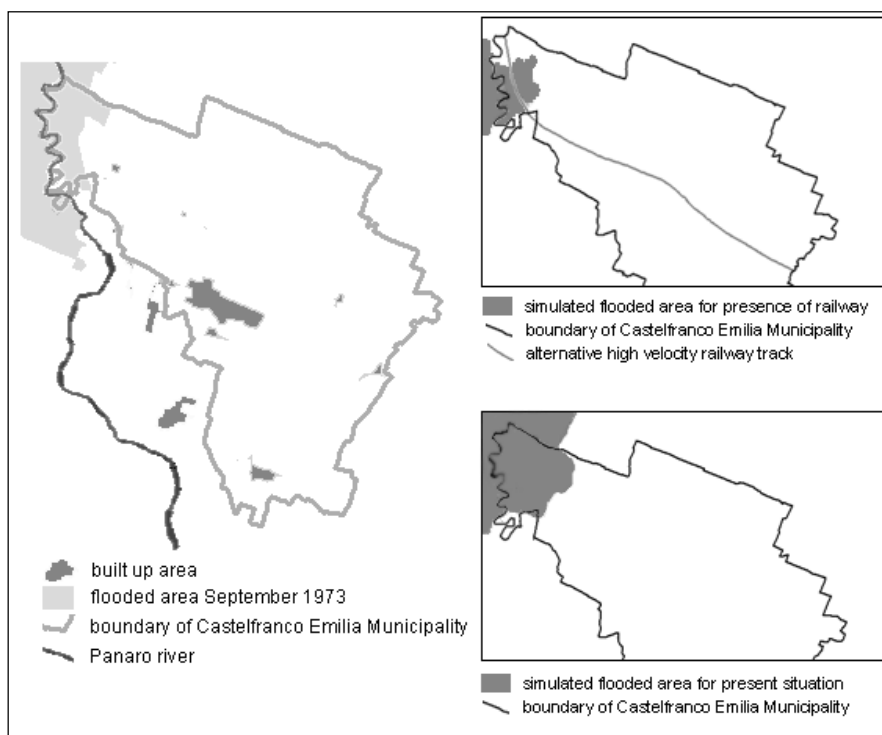 built up area
flooded area September 1973
boundary of Castelfranco Emilia Municipality
Panaro river
simulated flooded area for presence of railway
boundary of Castelfranco Emilia Municipality
alternative high velocity railway track
simulated flooded area for present situation
boundary of Castelfranco Emilia Municipality